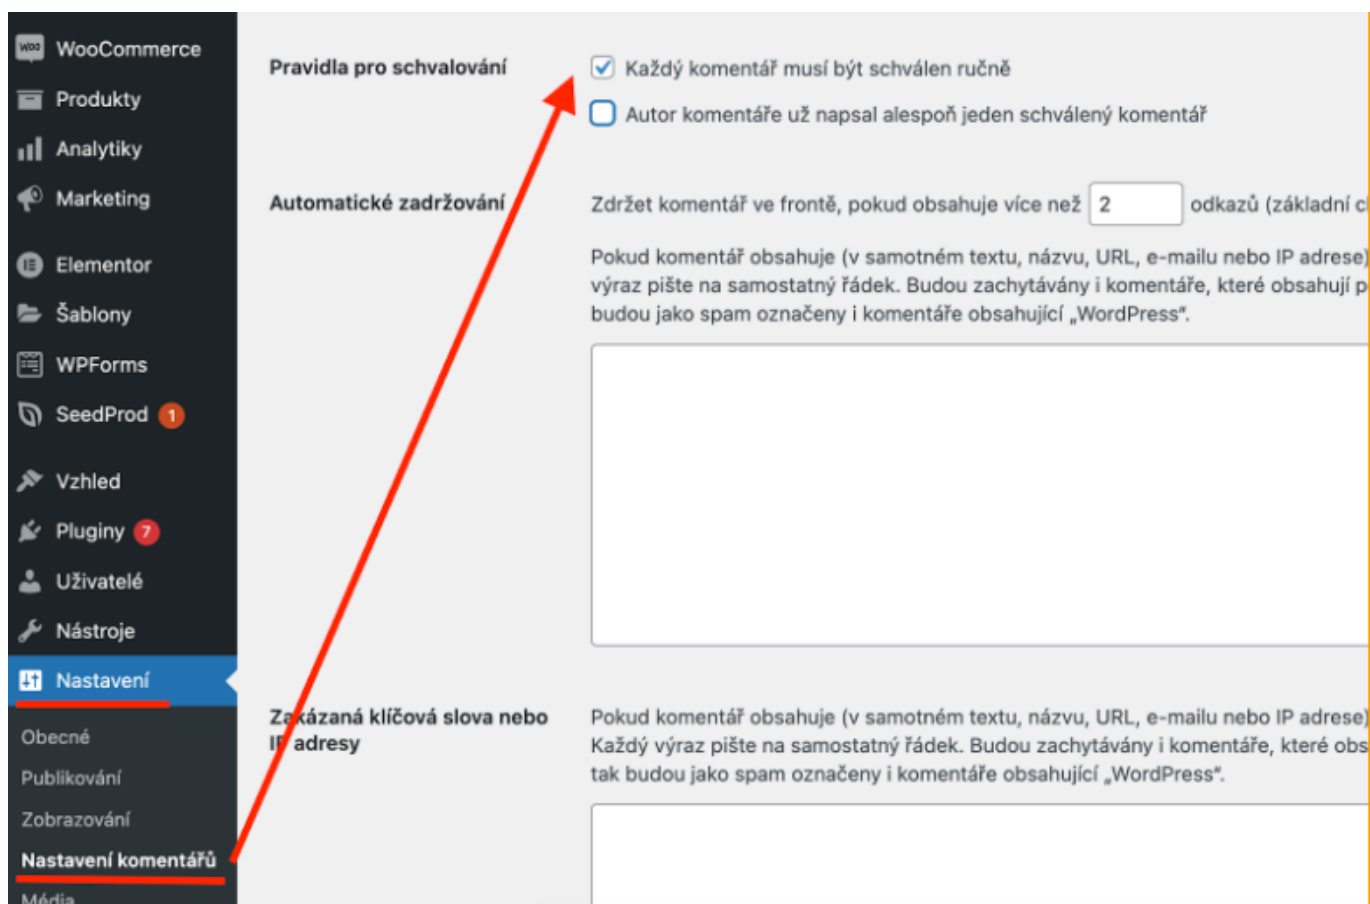 WooCommerce
Produkty
Analytiky
Marketing
Elementor
Šablony
WPForms
SeedProd 1
Vzhled
Pluginy 7
Uživatelé
Nástroje
Nastavení
Obecné
Publikování
Zobrazování
Nastavení komentářů
Média
Pravidla pro schvalování
Každý komentář musí být schválen ručně
Autor komentáře už napsal alespoň jeden schválený komentář
Automatické zadržování
Zdržet komentář ve frontě, pokud obsahuje více než 2 odkazů (základní
Pokud komentář obsahuje (v samotném textu, názvu, URL, e-mailu nebo IP adrese)
výraz pište na samostatný řádek. Budou zachytávány i komentáře, které obsahují
budou jako spam označeny i komentáře obsahující „WordPress“.
Zakázaná klíčová slova nebo
IP adresy
Pokud komentář obsahuje (v samotném textu, názvu, URL, e-mailu nebo IP adrese)
Každý výraz pište na samostatný řádek. Budou zachytávány i komentáře, které
tak budou jako spam označeny i komentáře obsahující „WordPress“.